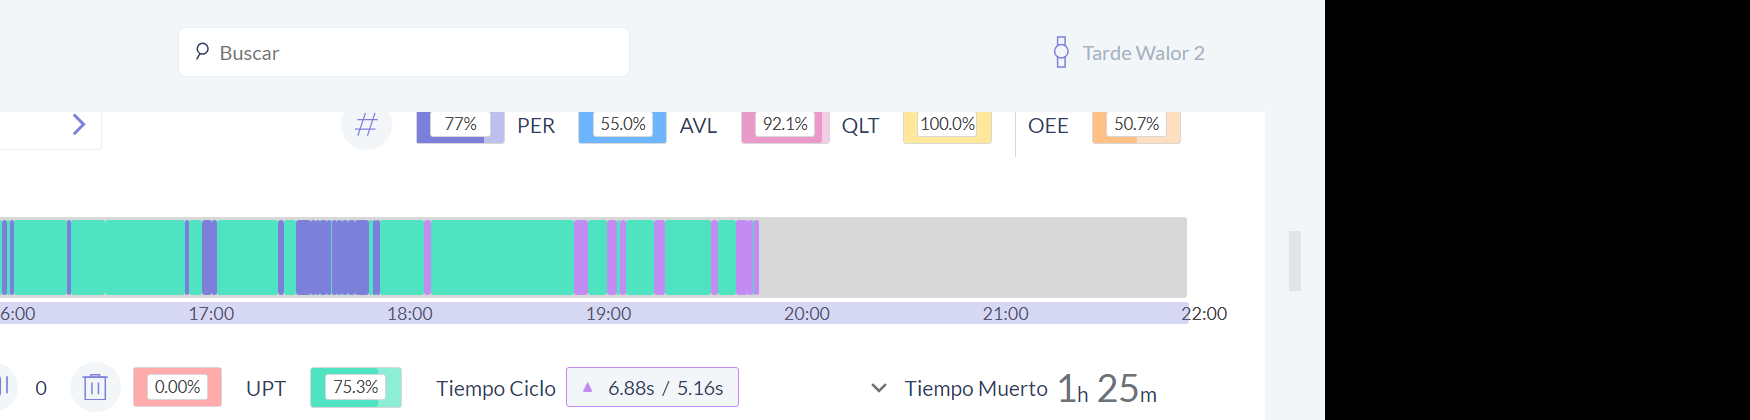 Buscar
Tarde Walor 2
# 77% PER 55.0% AVL 92.1% QLT 100.0% OEE 50.7%
6:00 17:00 18:00 19:00 20:00 21:00 22:00
0 0.00% UPT 75.3% Tiempo Ciclo 6.88s / 5.16s Tiempo Muerto 1h 25m